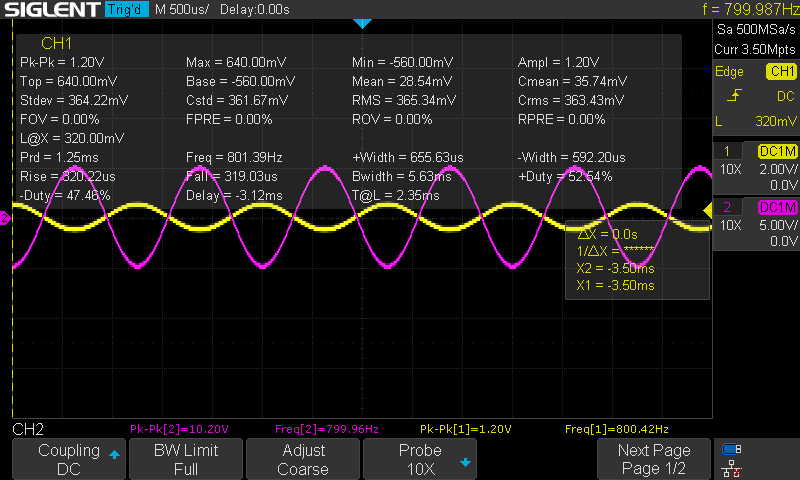 SIGLENT Trig'd M 500us/ Delay:0.00s f = 799.987Hz
Sa 500MSa/s
Curr 3.50Mpts
CH1
Pk-Pk = 1.20V Max = 640.00mV Min = -560.00mV Ampl = 1.20V
Top = 640.00mV Base = -560.00mV Mean = 28.54mV Cmean = 35.74mV
Stdev = 364.22mV Cstd = 361.67mV RMS = 365.34mV Crms = 363.43mV
FOV = 0.00% FPRE = 0.00% ROV = 0.00% RPRE = 0.00%
L@X = 320.00mV
Prd = 1.25ms Freq = 801.39Hz +Width = 655.63us -Width = 592.20us
Rise = 320.22us Fall = 319.03us Bwidth = 5.63ms +Duty = 52.54%
-Duty = 47.46% Delay = -3.12ms T@L = 2.35ms
Edge CH1
DC
L 320mV
1 DC1M
10X 2.00V/
0.0V
2 DC1M
10X 5.00V/
0.0V
2
ΔX = 0.0s
1/ΔX = ******
X2 = -3.50ms
X1 = -3.50ms
CH2 Pk-Pk[2]=10.20V Freq[2]=799.96Hz Pk-Pk[1]=1.20V Freq[1]=800.42Hz
Coupling
DC
BW Limit
Full
Adjust
Coarse
Probe
10X
Next Page
Page 1/2